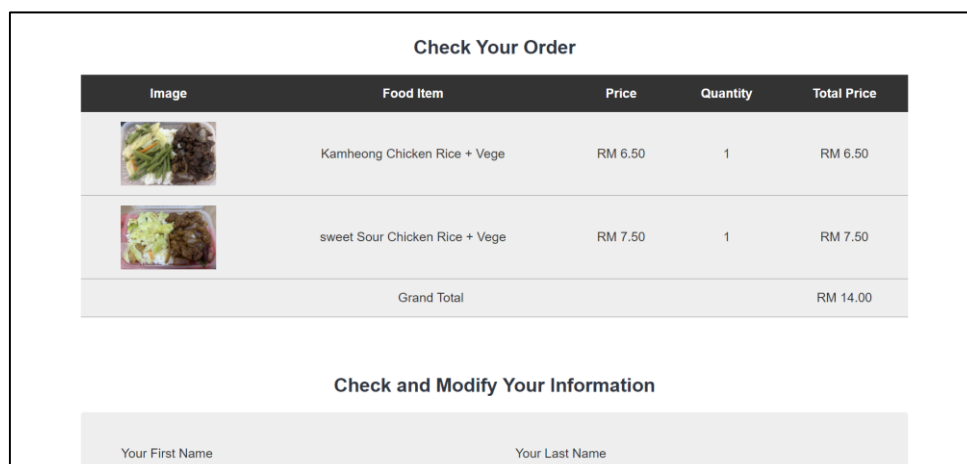 Check Your Order
Image Food Item Price Quantity Total Price
Kamheong Chicken Rice + Vege RM 6.50 1 RM 6.50
sweet Sour Chicken Rice + Vege RM 7.50 1 RM 7.50
Grand Total RM 14.00
Check and Modify Your Information
Your First Name Your Last Name